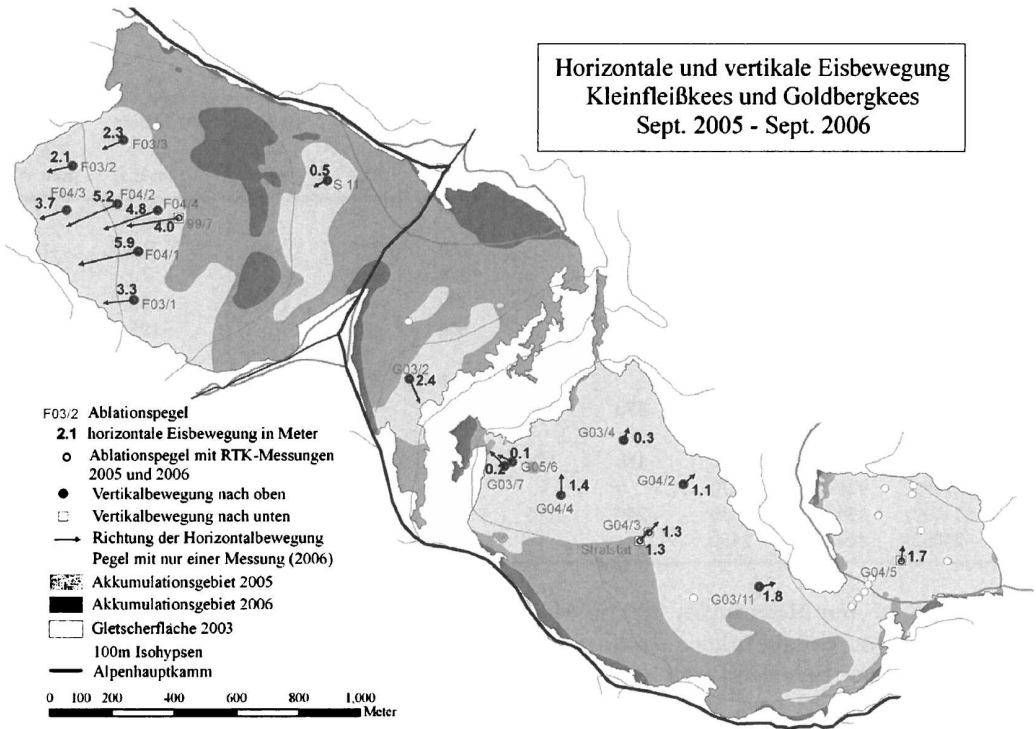 Horizontale und vertikale Eisbewegung
Kleinfleißkees und Goldbergkees
Sept. 2005 - Sept. 2006
2.3
F03/3
2.1
F03/2
0.5
S 11
F04/3
3.7
5.2
F04/2
4.8
F04/4
4.0
99/7
5.9
F04/1
3.3
F03/1
G03/2
2.4
G03/4
0.3
0.1
G05/6
0.2
G03/7
1.4
G04/4
G04/2
1.1
G04/3
1.3
Stralstat
1.3
G04/5
1.7
G03/11
1.8
F03/2 Ablationspegel
2.1 horizontale Eisbewegung in Meter
Ablationspegel mit RTK-Messungen
2005 und 2006
Vertikalbewegung nach oben
Vertikalbewegung nach unten
Richtung der Horizontalbewegung
Pegel mit nur einer Messung (2006)
Akkumulationsgebiet 2005
Akkumulationsgebiet 2006
Gletscherfläche 2003
100m Isohypsen
Alpenhauptkamm
0 100 200 400 600 800 1,000
Meter